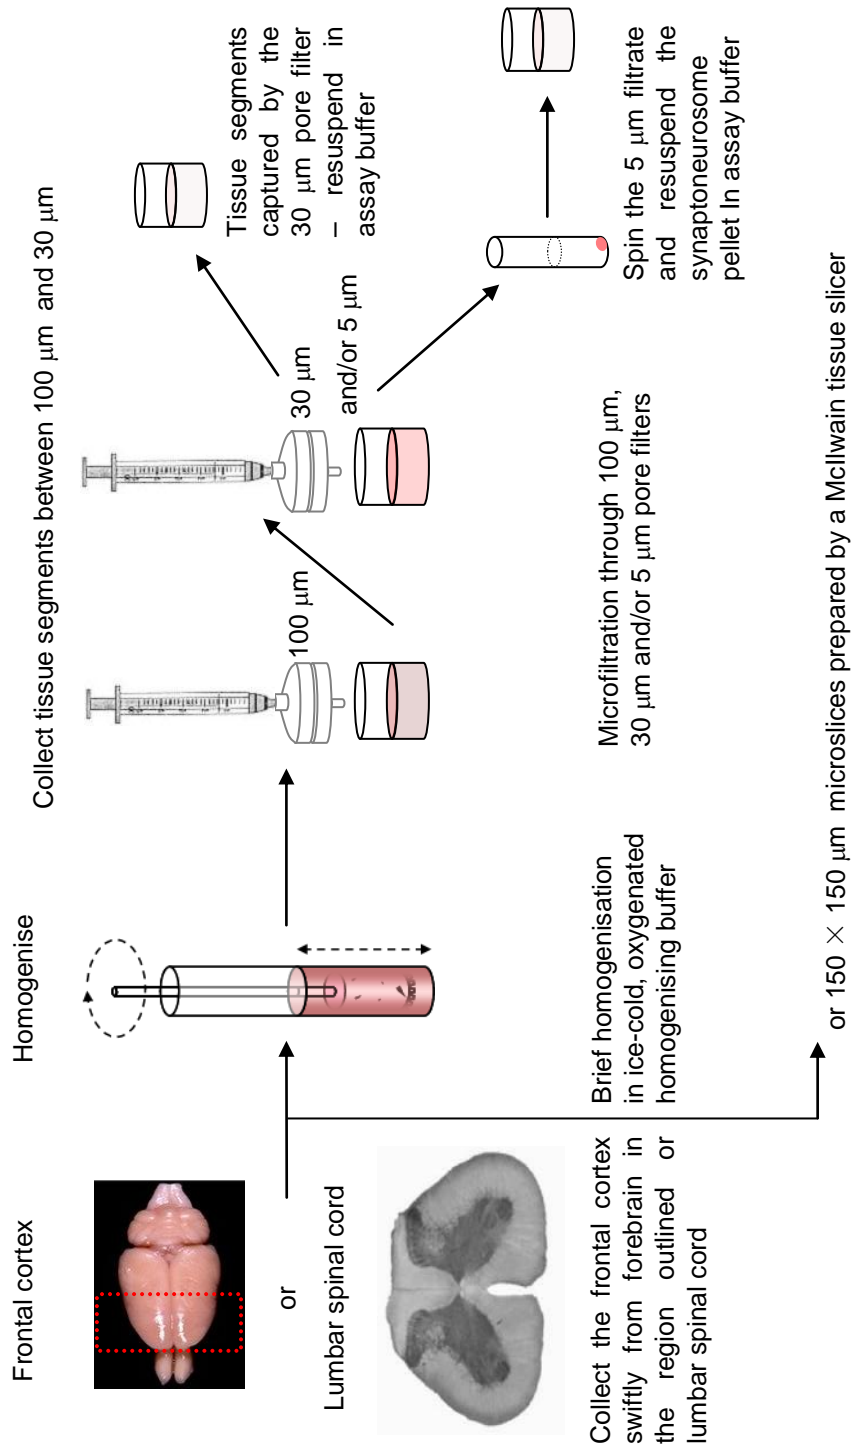 Frontal cortex
or
Lumbar spinal cord
Collect the frontal cortex
swiftly from forebrain in
the region outlined or
lumbar spinal cord
Homogenise
Brief homogenisation
in ice-cold, oxygenated
homogenising buffer
Collect tissue segments between 100 μm and 30 μm
100 μm
30 μm
and/or 5 μm
Microfiltration through 100 μm,
30 μm and/or 5 μm pore filters
Tissue segments
captured by the
30 μm pore filter
– resuspend in
assay buffer
Spin the 5 μm filtrate
and resuspend the
synaptoneurosome
pellet In assay buffer
or 150 × 150 μm microslices prepared by a McIlwain tissue slicer